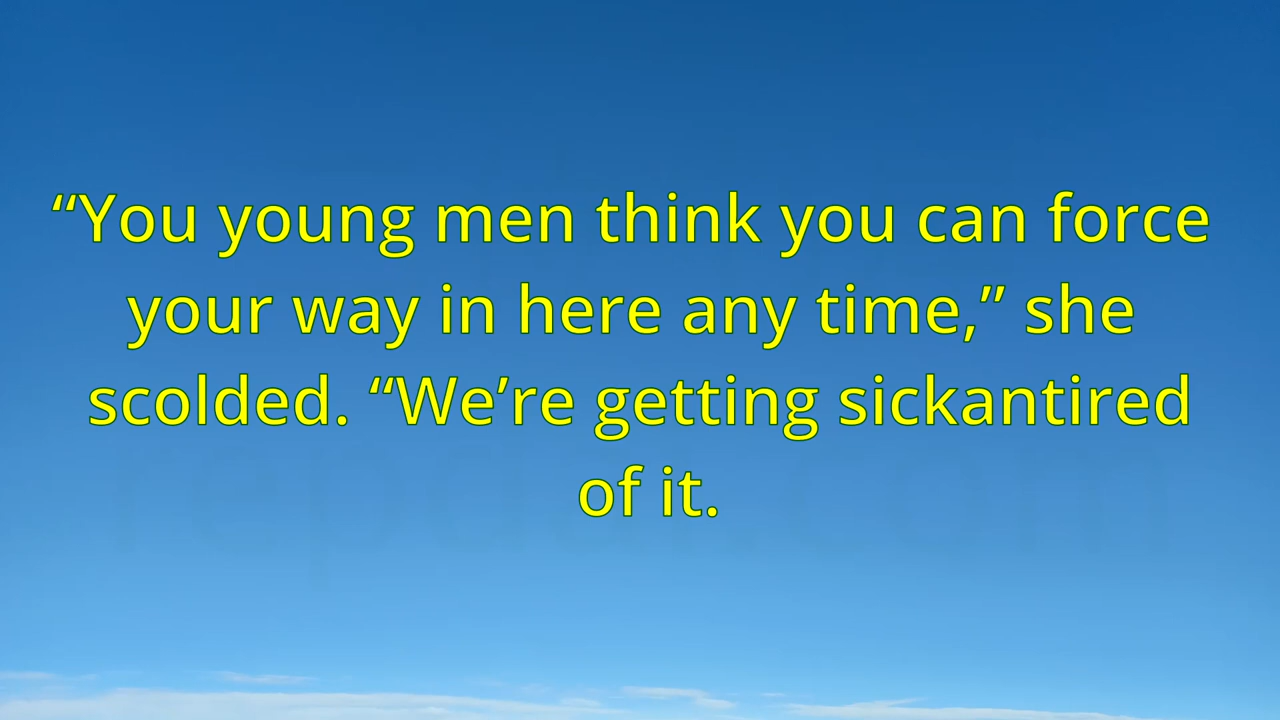 “You young men think you can force
your way in here any time,” she
scolded. “We’re getting sickantired
of it.